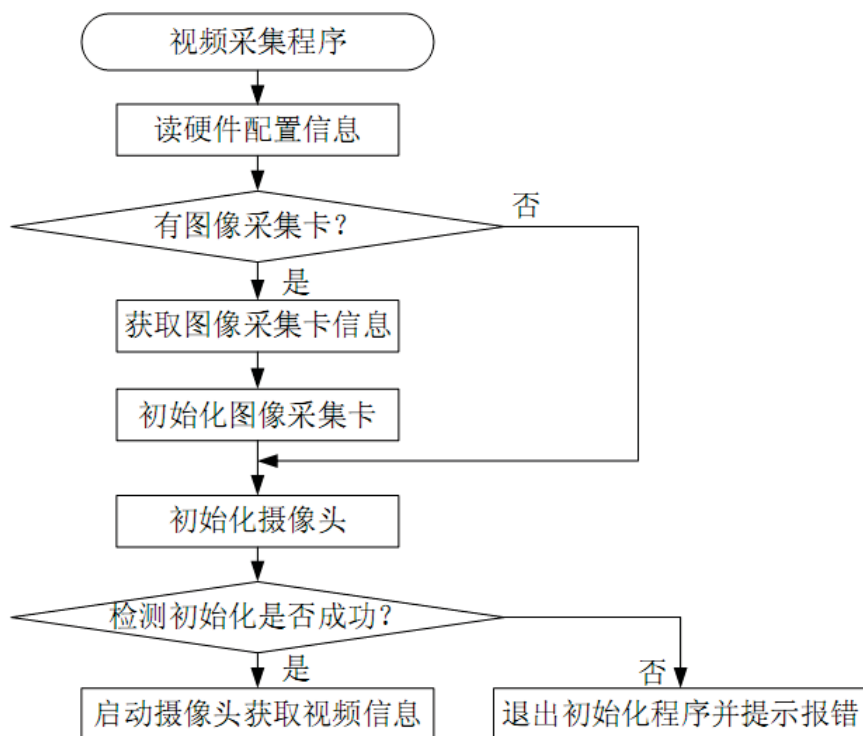 视频采集程序
读硬件配置信息
有图像采集卡?
否
是
获取图像采集卡信息
初始化图像采集卡
初始化摄像头
检测初始化是否成功?
是
否
启动摄像头获取视频信息
退出初始化程序并提示报错